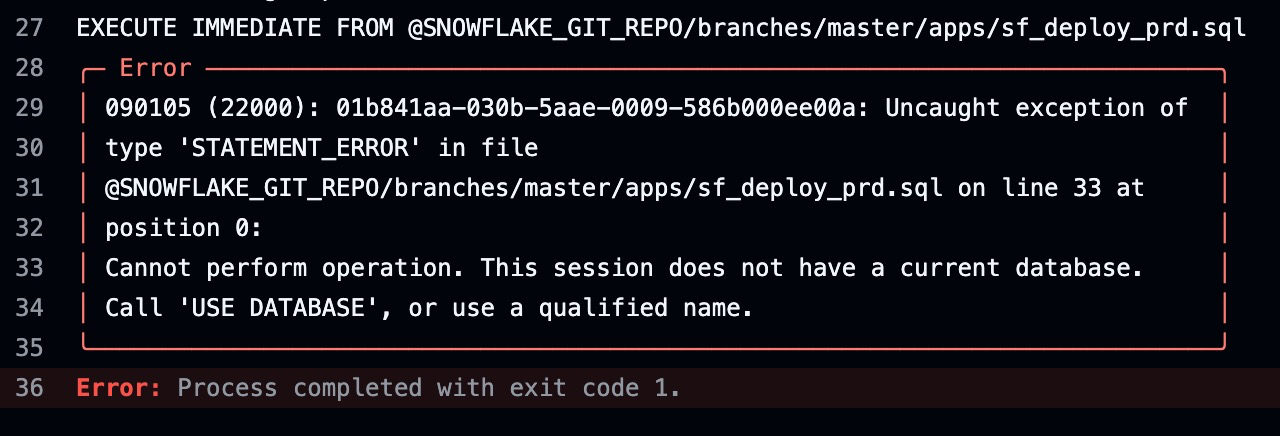 27 EXECUTE IMMEDIATE FROM @SNOWFLAKE_GIT_REPO/branches/master/apps/sf_deploy_prd.sql
28 Error
29 090105 (22000): 01b841aa-030b-5aae-0009-586b000ee00a: Uncaught exception of
30 type 'STATEMENT_ERROR' in file
31 @SNOWFLAKE_GIT_REPO/branches/master/apps/sf_deploy_prd.sql on line 33 at
32 position 0:
33 Cannot perform operation. This session does not have a current database.
34 Call 'USE DATABASE', or use a qualified name.
35
36 Error: Process completed with exit code 1.